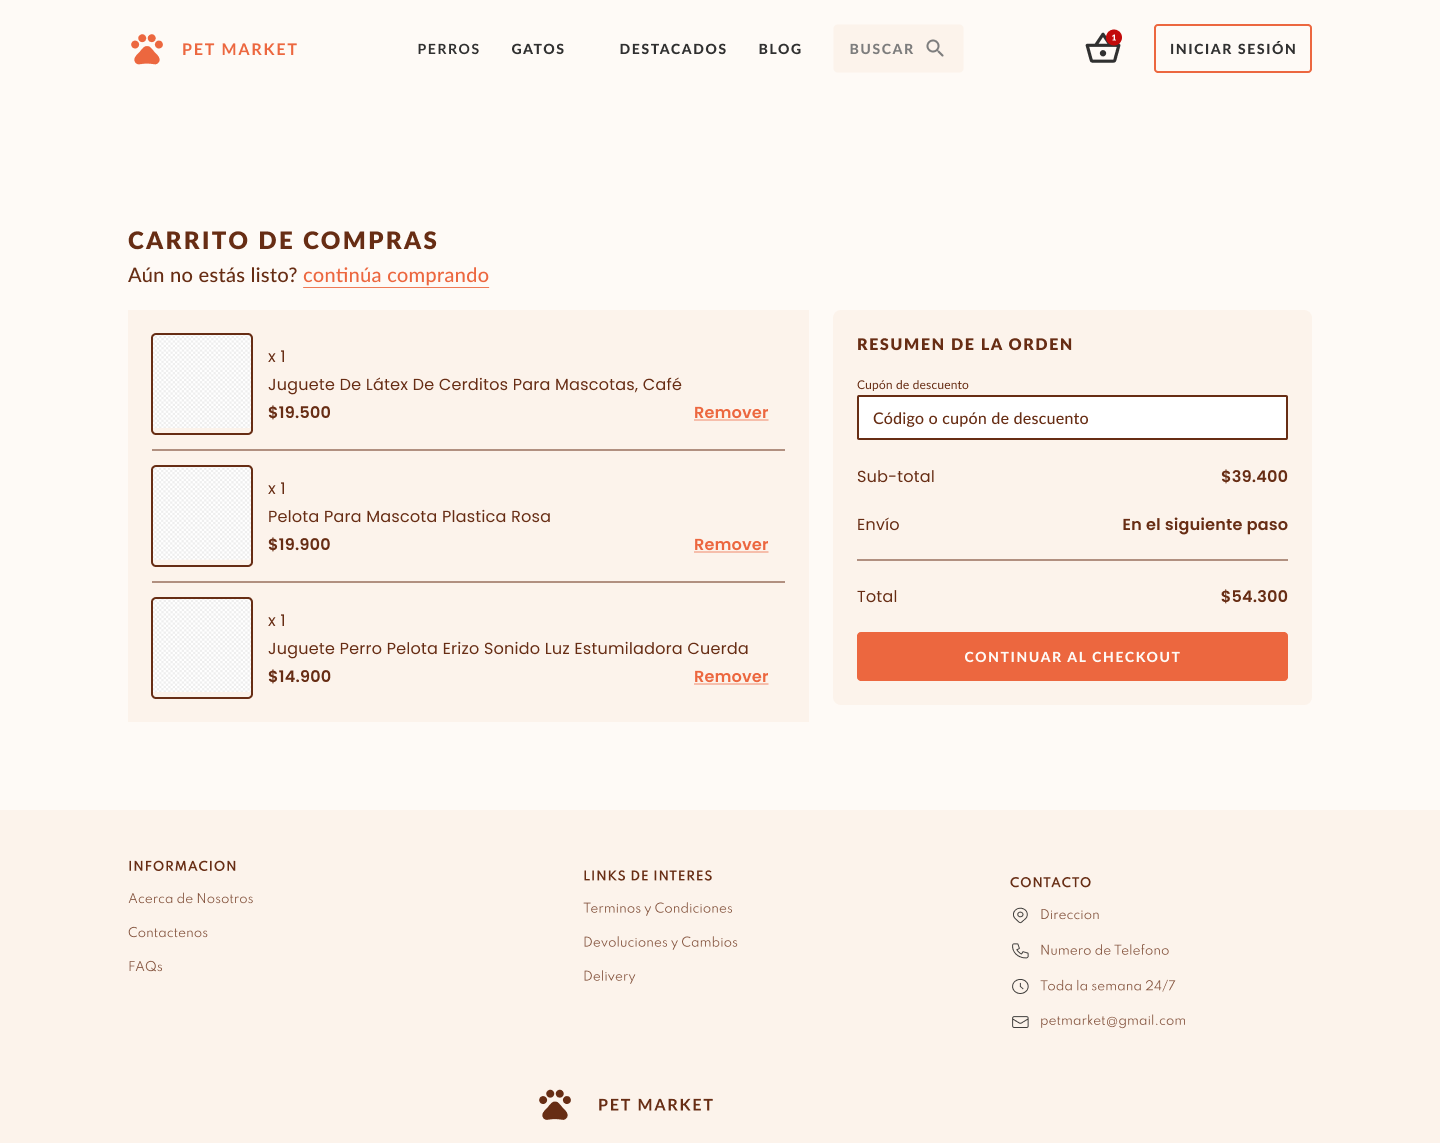 PET MARKET
PERROS
GATOS
DESTACADOS
BLOG
BUSCAR
1
INICIAR SESIÓN
CARRITO DE COMPRAS
Aún no estás listo? continúa comprando
x 1
Juguete De Látex De Cerditos Para Mascotas, Café
$19.500
Remover
x 1
Pelota Para Mascota Plastica Rosa
$19.900
Remover
x 1
Juguete Perro Pelota Erizo Sonido Luz Estumiladora Cuerda
$14.900
Remover
RESUMEN DE LA ORDEN
Cupón de descuento
Código o cupón de descuento
Sub-total $39.400
Envío En el siguiente paso
Total $54.300
CONTINUAR AL CHECKOUT
INFORMACION
Acerca de Nosotros
Contactenos
FAQs
LINKS DE INTERES
Terminos y Condiciones
Devoluciones y Cambios
Delivery
CONTACTO
Direccion
Numero de Telefono
Toda la semana 24/7
petmarket@gmail.com
PET MARKET